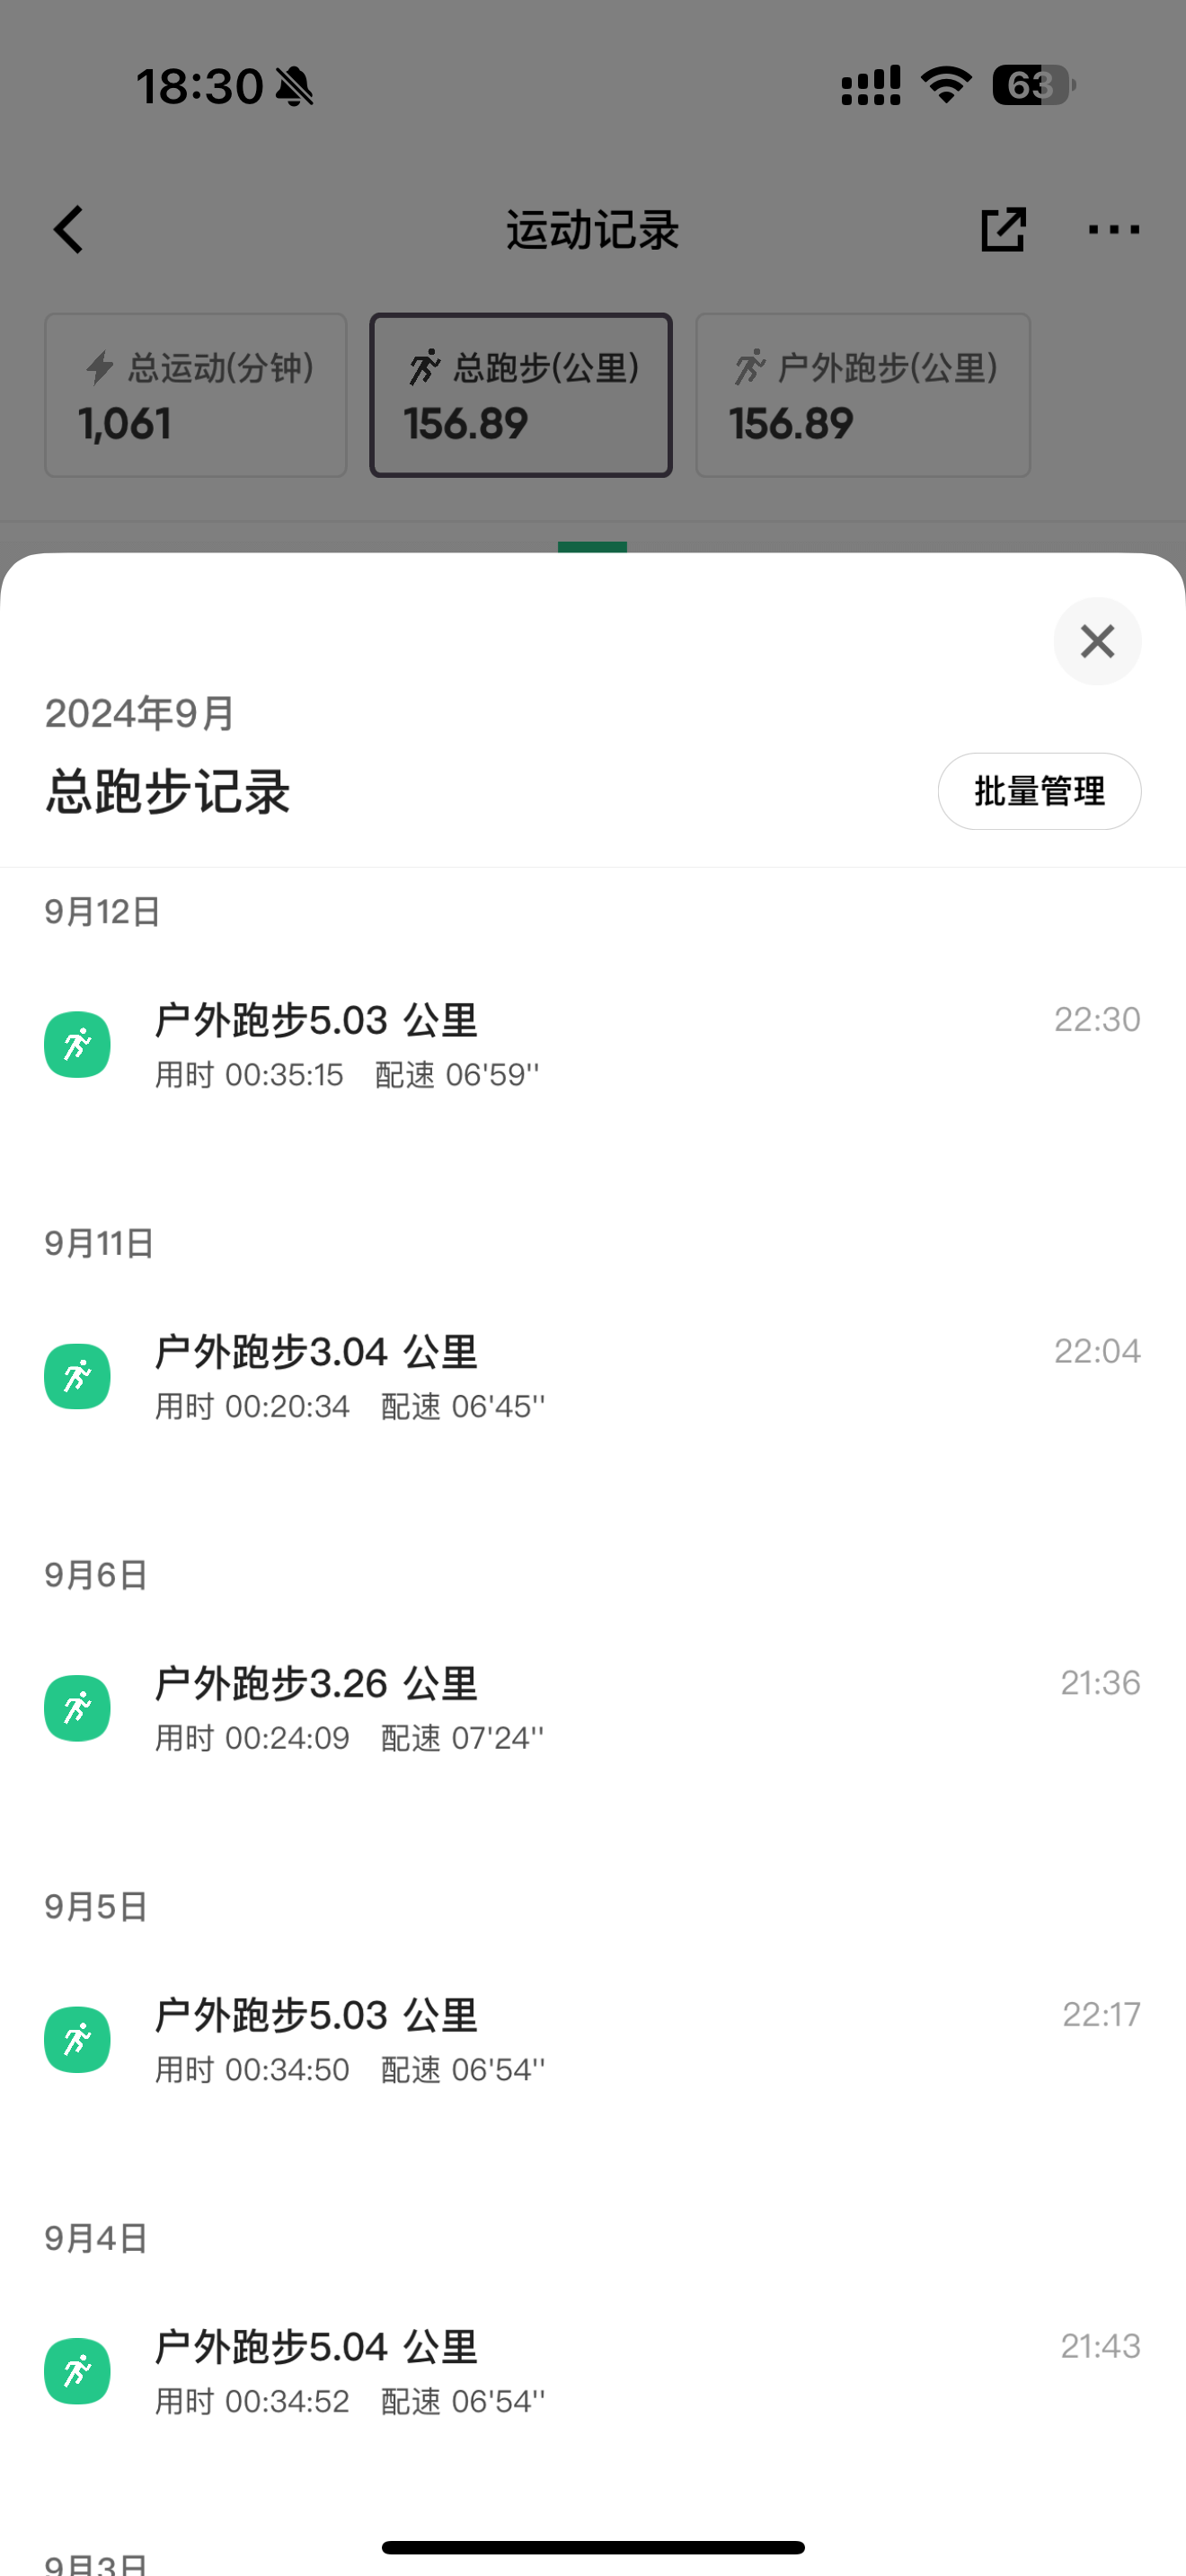 18:30
63
运动记录
总运动(分钟)
1,061
总跑步(公里)
156.89
户外跑步(公里)
156.89
2024年9月
总跑步记录
批量管理
9月12日
户外跑步5.03 公里
22:30
用时 00:35:15 配速 06'59''
9月11日
户外跑步3.04 公里
22:04
用时 00:20:34 配速 06'45''
9月6日
户外跑步3.26 公里
21:36
用时 00:24:09 配速 07'24''
9月5日
户外跑步5.03 公里
22:17
用时 00:34:50 配速 06'54''
9月4日
户外跑步5.04 公里
21:43
用时 00:34:52 配速 06'54''
9月3日